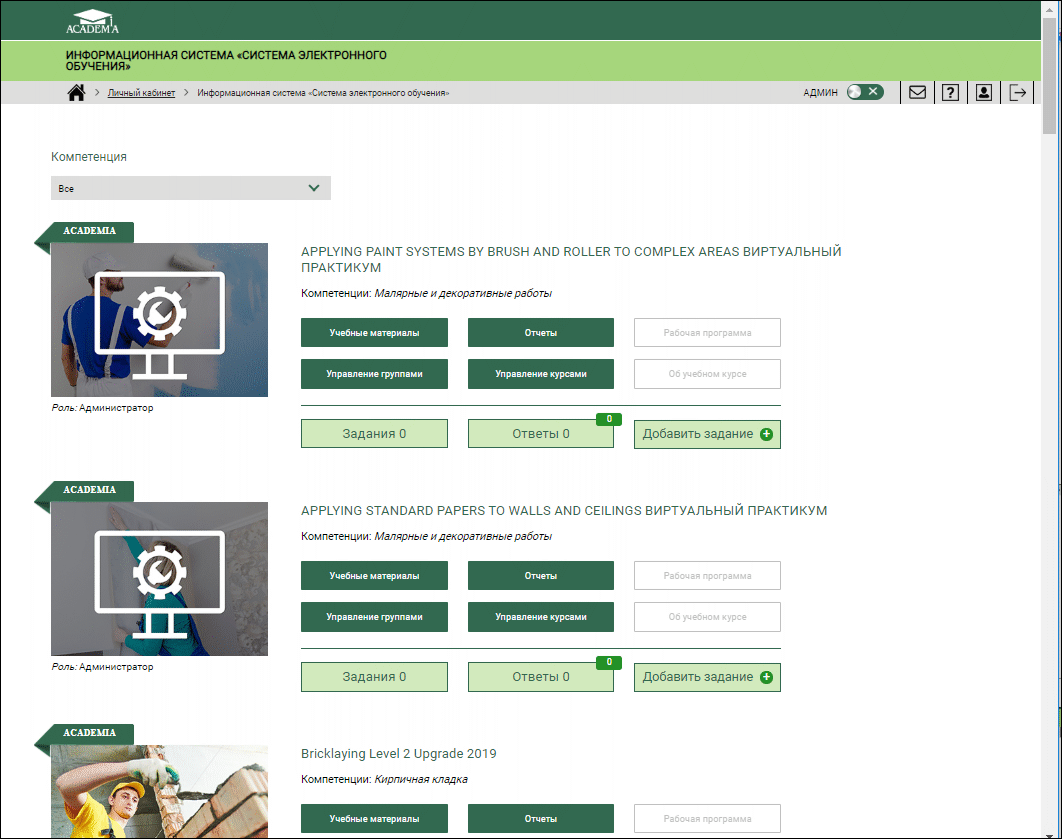 ACADEMIA
ИНФОРМАЦИОННАЯ СИСТЕМА «СИСТЕМА ЭЛЕКТРОННОГО
ОБУЧЕНИЯ»
Личный кабинет > Информационная система «Система электронного обучения» АДМИН
Компетенция
Все
ACADEMIA
APPLYING PAINT SYSTEMS BY BRUSH AND ROLLER TO COMPLEX AREAS ВИРТУАЛЬНЫЙ
ПРАКТИКУМ
Компетенции: Малярные и декоративные работы
Учебные материалы Отчеты Рабочая программа
Управление группами Управление курсами Об учебном курсе
Роль: Администратор
0
Задания 0 Ответы 0 Добавить задание
ACADEMIA
APPLYING STANDARD PAPERS TO WALLS AND CEILINGS ВИРТУАЛЬНЫЙ ПРАКТИКУМ
Компетенции: Малярные и декоративные работы
Учебные материалы Отчеты Рабочая программа
Управление группами Управление курсами Об учебном курсе
Роль: Администратор
0
Задания 0 Ответы 0 Добавить задание
ACADEMIA
Bricklaying Level 2 Upgrade 2019
Компетенции: Кирпичная кладка
Учебные материалы Отчеты Рабочая программа